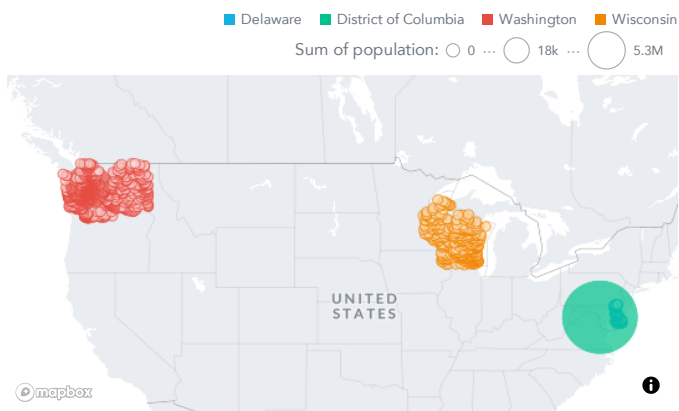 Delaware District of Columbia Washington Wisconsin
Sum of population: 0 ··· 18k ··· 5.3M
UNITED
STATES
mapbox
i